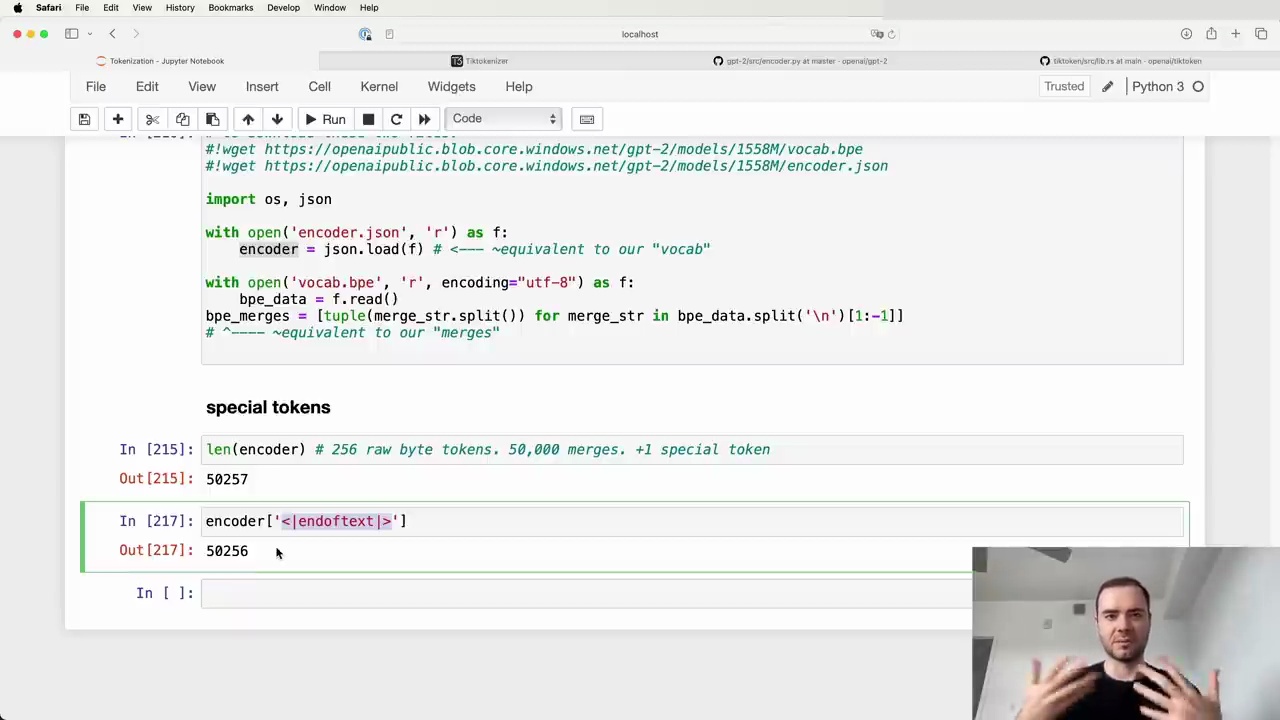 Safari File Edit View History Bookmarks Develop Window Help
localhost
Tokenization - Jupyter Notebook
Tiktokenizer
gpt-2/src/encoder.py at master · openai/gpt-2
tiktoken/src/lib.rs at main · openai/tiktoken
File Edit View Insert Cell Kernel Widgets Help
Trusted
Python 3
Run
Code
#!wget https://openaipublic.blob.core.windows.net/gpt-2/models/1558M/vocab.bpe
#!wget https://openaipublic.blob.core.windows.net/gpt-2/models/1558M/encoder.json
import os, json
with open('encoder.json', 'r') as f:
encoder = json.load(f) # <--- ~equivalent to our "vocab"
with open('vocab.bpe', 'r', encoding="utf-8") as f:
bpe_data = f.read()
bpe_merges = [tuple(merge_str.split()) for merge_str in bpe_data.split('\n')[1:-1]]
# ^---- ~equivalent to our "merges"
special tokens
In [215]: len(encoder) # 256 raw byte tokens. 50,000 merges. +1 special token
Out[215]: 50257
In [217]: encoder['<|endoftext|>']
Out[217]: 50256
In [ ]: